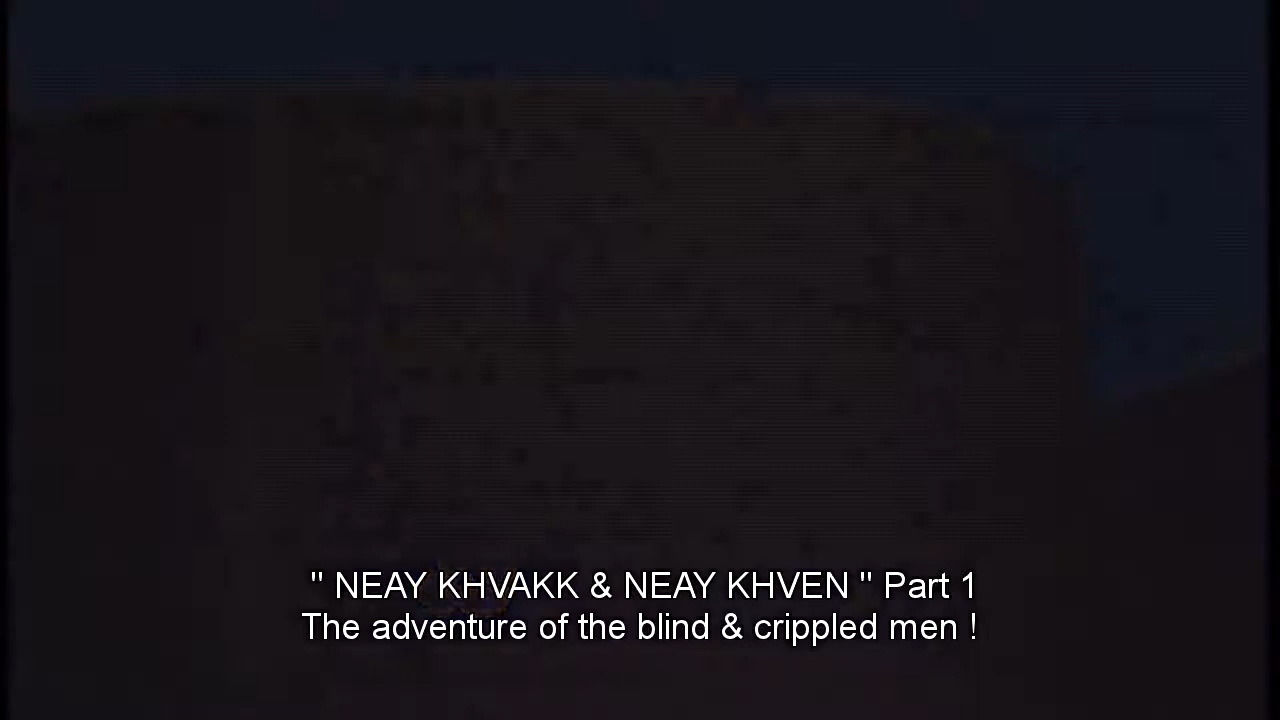 " NEAY KHVAKK & NEAY KHVEN " Part 1
The adventure of the blind & crippled men !